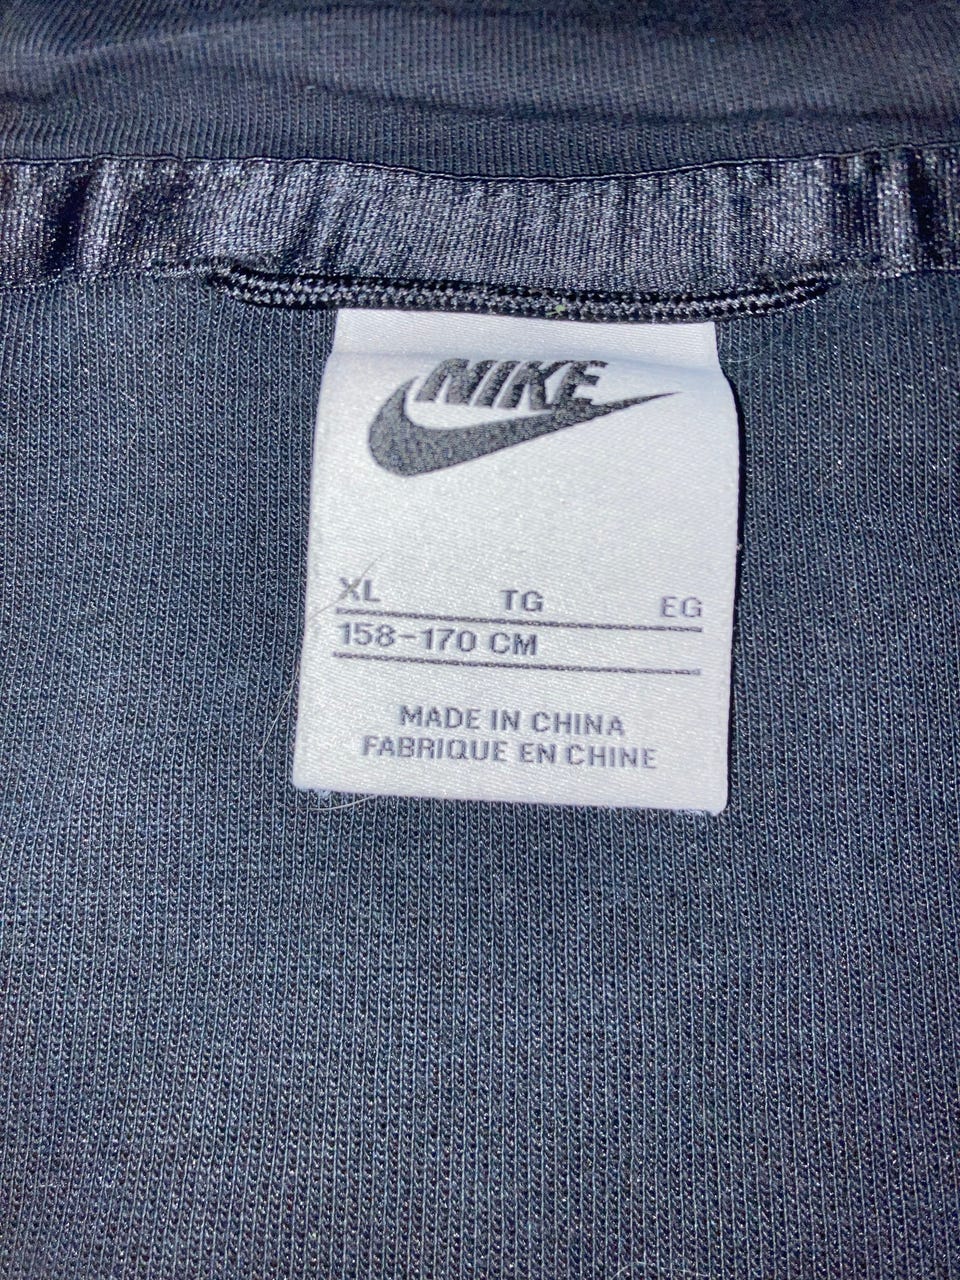 NIKE
XL TG EG
158-170 CM
MADE IN CHINA
FABRIQUE EN CHINE